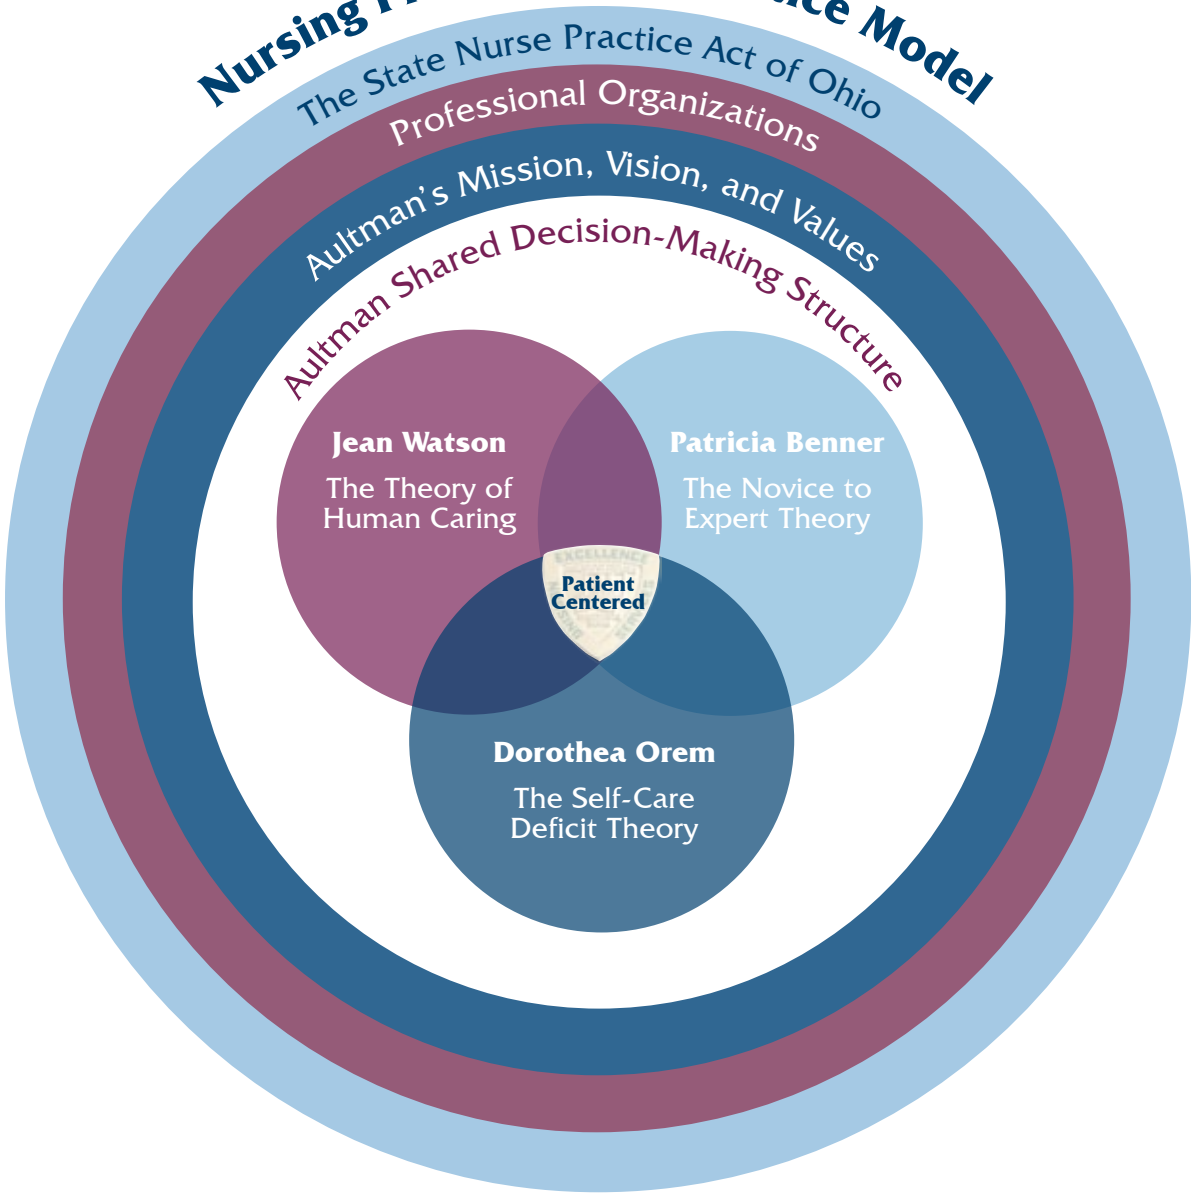 Nursing Model
The State Nurse Practice Act of Ohio
Professional Organizations
Aultman’s Mission, Vision, and Values
Aultman Shared Decision-Making Structure
Jean Watson
The Theory of
Human Caring
Patricia Benner
The Novice to
Expert Theory
EXCELLENCE
NURSING
Patient
Centered
Dorothea Orem
The Self-Care
Deficit Theory